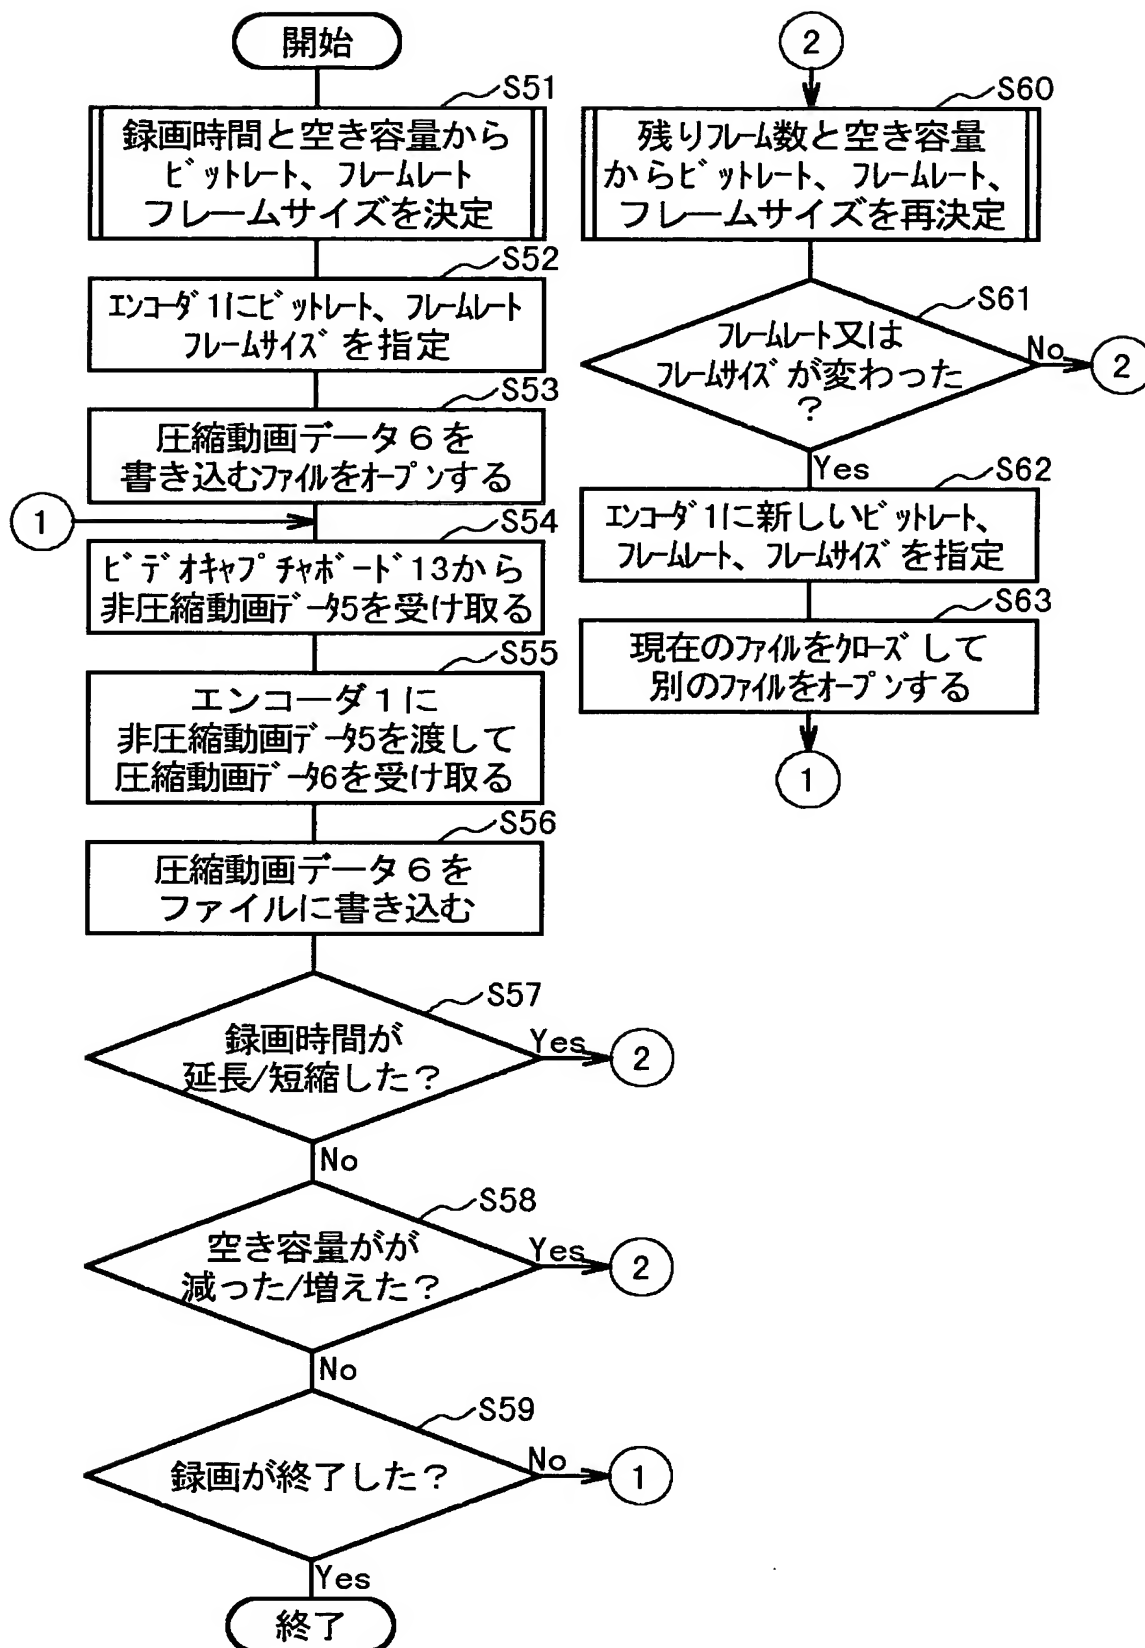 開始
S51
録画時間と空き容量から
ビットレート、フレームレート
フレームサイズを決定
S52
エンコーダ1にビットレート、フレームレート
フレームサイズを指定
S53
圧縮動画データ６を
書き込むファイルをオープンする
1
S54
ビデオキャプチャボード13から
非圧縮動画データ5を受け取る
S55
エンコーダ１に
非圧縮動画データ5を渡して
圧縮動画データ6を受け取る
S56
圧縮動画データ６を
ファイルに書き込む
S57
録画時間が
延長/短縮した？
Yes
2
No
S58
空き容量がが
減った/増えた？
Yes
2
No
S59
録画が終了した？
No
1
Yes
終了
2
S60
残りフレーム数と空き容量
からビットレート、フレームレート、
フレームサイズを再決定
S61
フレームレート又は
フレームサイズが変わった
？
No
2
Yes
S62
エンコーダ1に新しいビットレート、
フレームレート、フレームサイズを指定
S63
現在のファイルをクローズして
別のファイルをオープンする
1